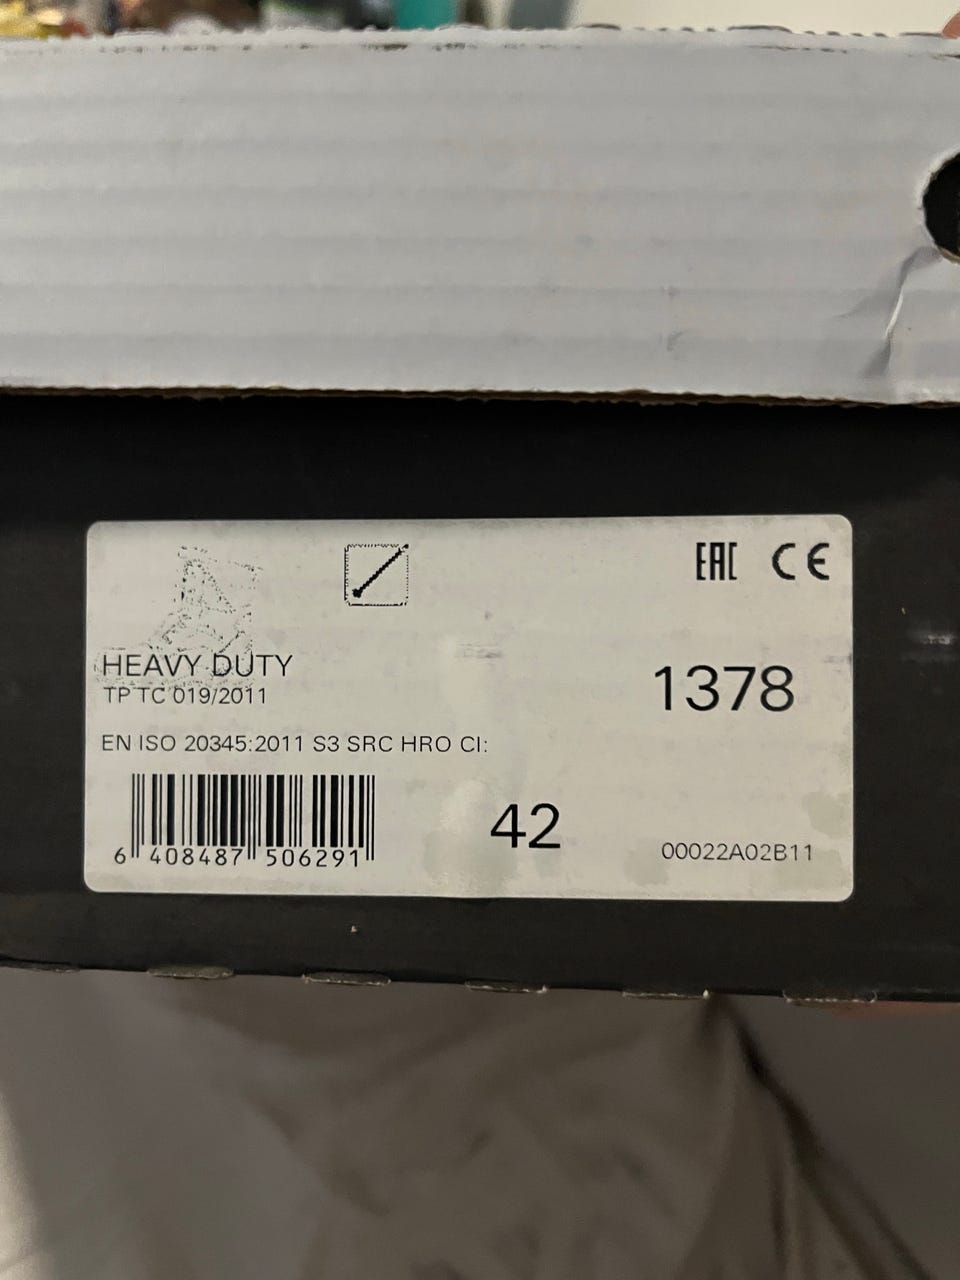 EAC CE
HEAVY DUTY
TP TC 019/2011
1378
EN ISO 20345:2011 S3 SRC HRO CI:
42
6 408487 506291
00022A02B11